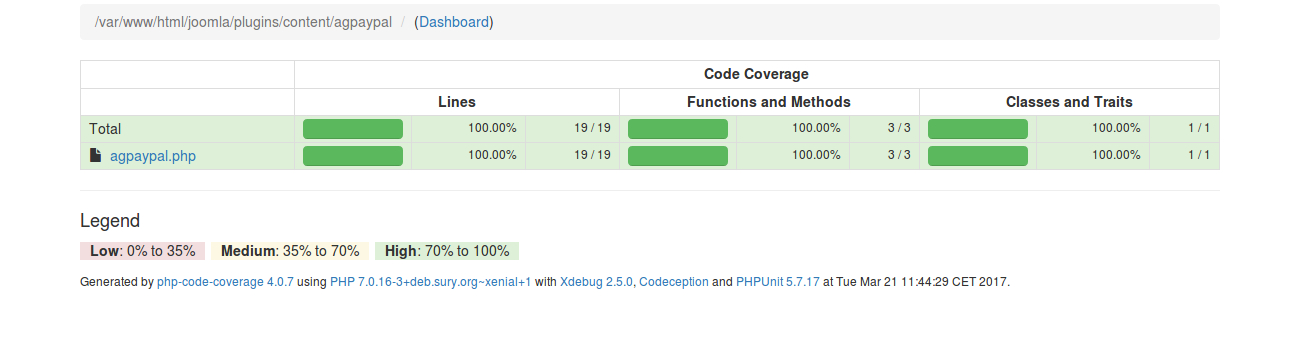 /var/www/html/joomla/plugins/content/agpaypal / (Dashboard)
Code Coverage
Lines Functions and Methods Classes and Traits
Total 100.00% 19 / 19 100.00% 3 / 3 100.00% 1 / 1
agpaypal.php 100.00% 19 / 19 100.00% 3 / 3 100.00% 1 / 1
Legend
Low: 0% to 35% Medium: 35% to 70% High: 70% to 100%
Generated by php-code-coverage 4.0.7 using PHP 7.0.16-3+deb.sury.org~xenial+1 with Xdebug 2.5.0, Codeception and PHPUnit 5.7.17 at Tue Mar 21 11:44:29 CET 2017.